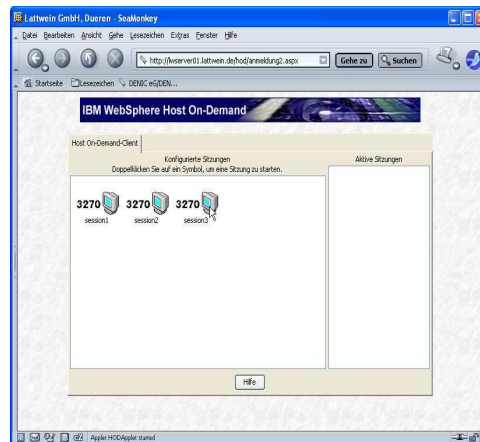 Lattwein GmbH, Dueren - SeaMonkey
Datei Bearbeiten Ansicht Gehe Lesezeichen Extras Fenster Hilfe
http://lwserver01.lattwein.de/hod/anmeldung2.aspx Gehe zu Suchen
Startseite Lesezeichen DENIC eG/DEN...
IBM WebSphere Host On-Demand
Host On-Demand-Client
Konfigurierte Sitzungen
Aktive Sitzungen
Doppelklicken Sie auf ein Symbol, um eine Sitzung zu starten.
3270 3270 3270
session1 session2 session3
Hilfe
Applet HODApplet started